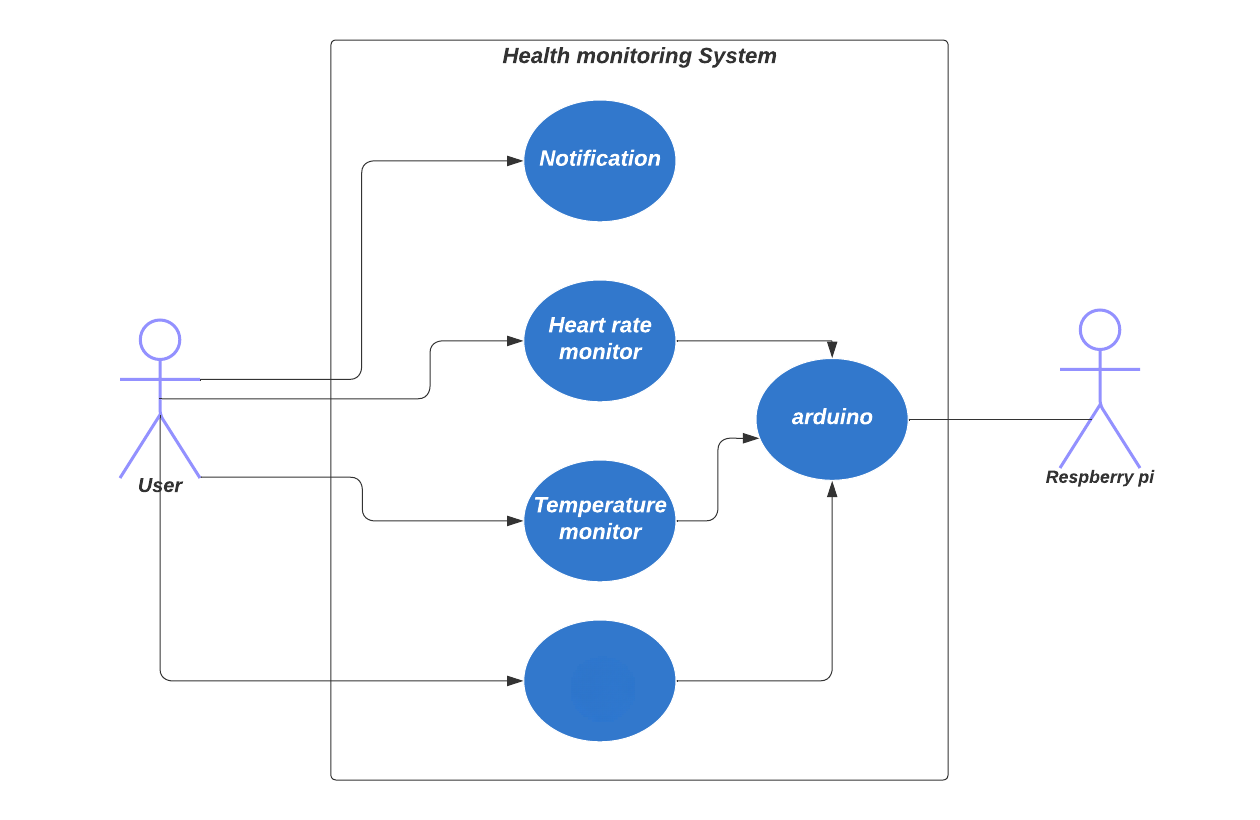 Health monitoring System
Notification
Heart rate
monitor
arduino
Temperature
monitor
User
Respberry pi